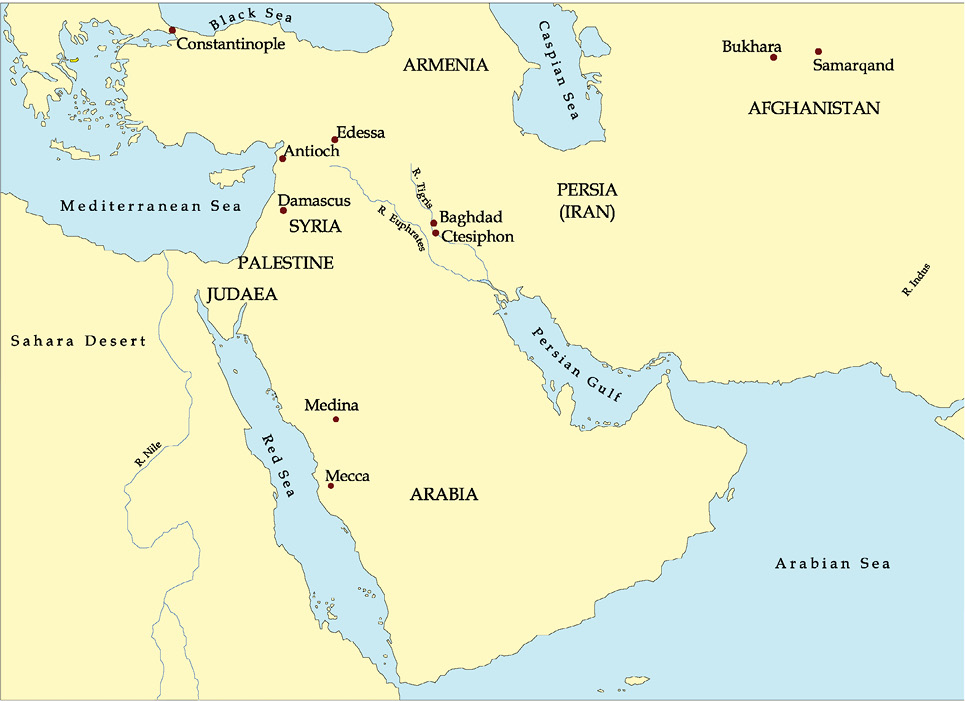 Black Sea
Constantinople
ARMENIA
Caspian Sea
Bukhara
Samarqand
AFGHANISTAN
Edessa
Antioch
R. Tigris
PERSIA
(IRAN)
Mediterranean Sea
Damascus
SYRIA
R. Euphrates
Baghdad
Ctesiphon
PALESTINE
JUDAEA
R. Indus
Sahara Desert
Persian Gulf
Medina
R. Nile
Red Sea
Mecca
ARABIA
Arabian Sea